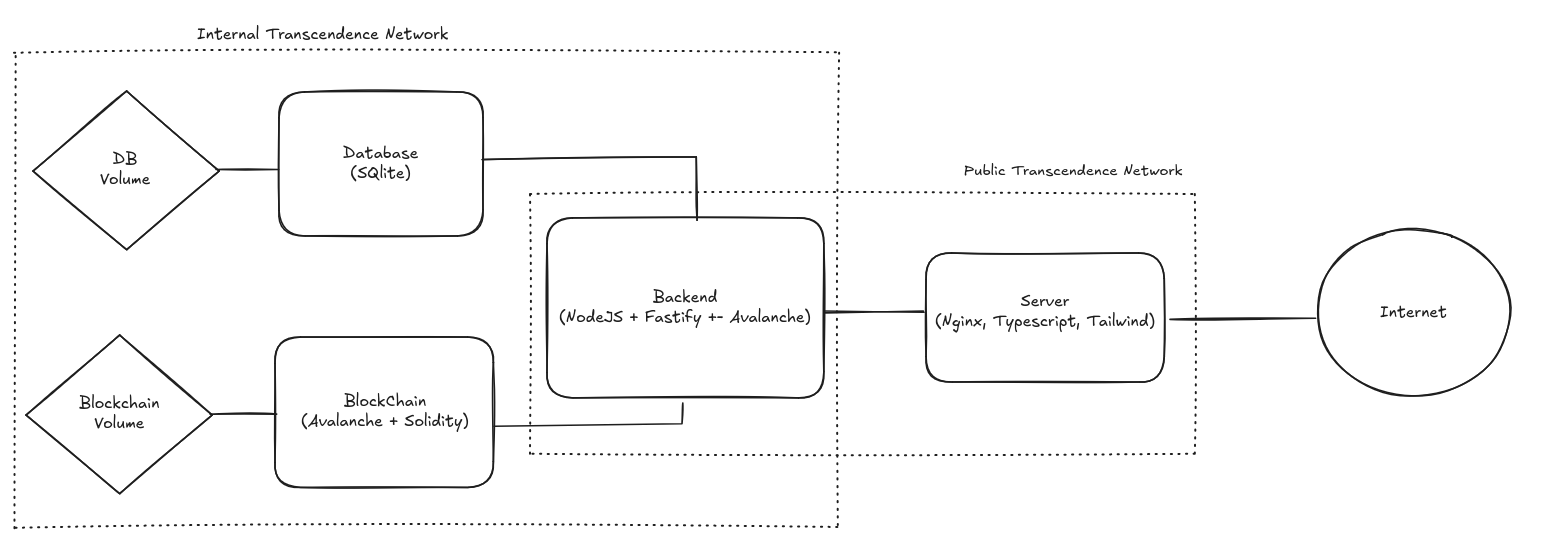 Internal Transcendence Network
DB
Volume
Database
(SQlite)
Public Transcendence Network
Backend
(NodeJS + Fastify +- Avalanche)
Server
(Nginx, Typescript, Tailwind)
Internet
Blockchain
Volume
BlockChain
(Avalanche + Solidity)